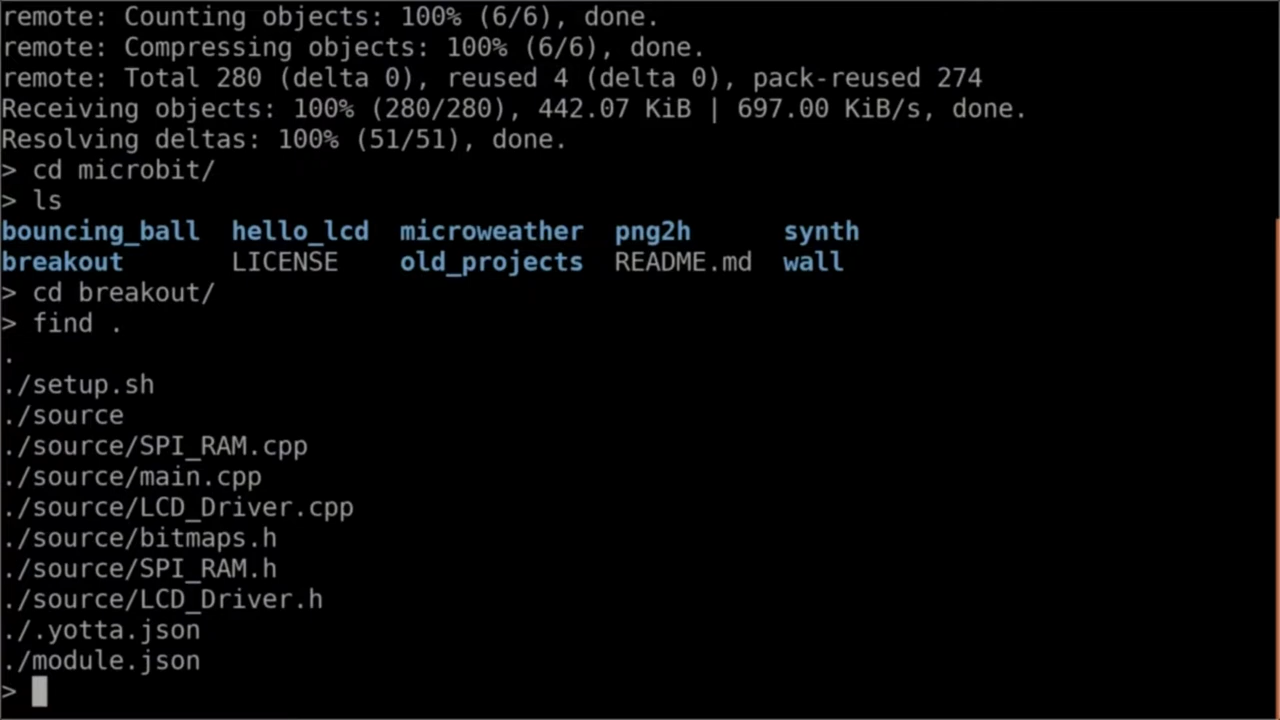 remote: Counting objects: 100% (6/6), done.
remote: Compressing objects: 100% (6/6), done.
remote: Total 280 (delta 0), reused 4 (delta 0), pack-reused 274
Receiving objects: 100% (280/280), 442.07 KiB | 697.00 KiB/s, done.
Resolving deltas: 100% (51/51), done.
> cd microbit/
> ls
bouncing_ball  hello_lcd  microweather  png2h      synth
breakout       LICENSE    old_projects  README.md  wall
> cd breakout/
> find .
.
./setup.sh
./source
./source/SPI_RAM.cpp
./source/main.cpp
./source/LCD_Driver.cpp
./source/bitmaps.h
./source/SPI_RAM.h
./source/LCD_Driver.h
./.yotta.json
./module.json
>